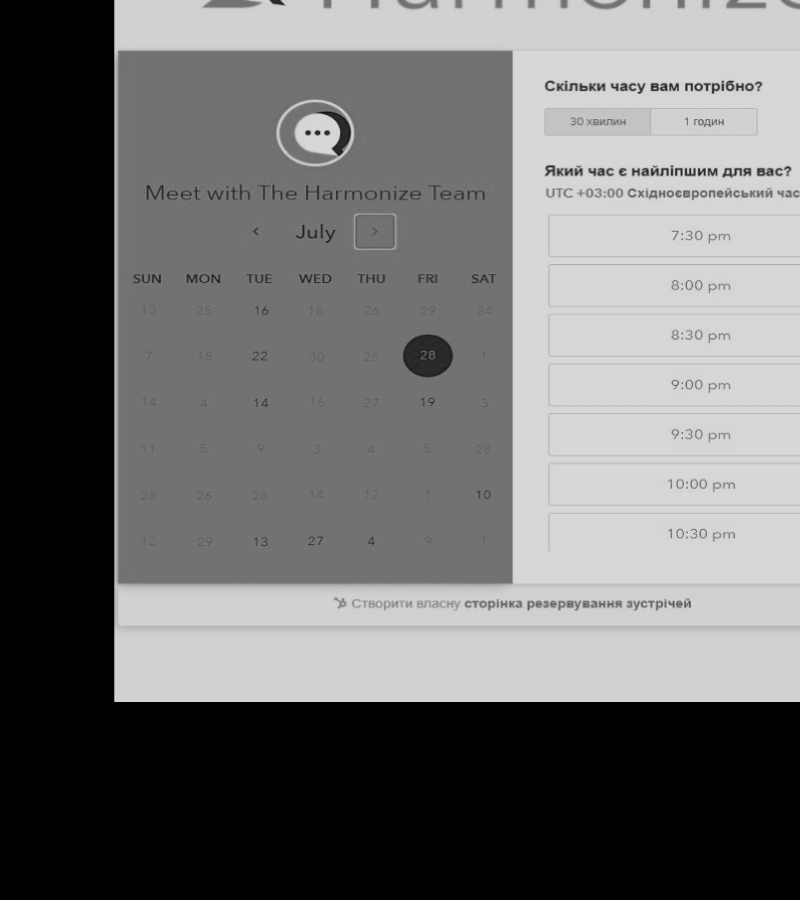 Harmonize
Meet with The Harmonize Team
July
SUN MON TUE WED THU FRI SAT
13 25 16 18 26 29 24
7 15 22 30 25 28 1
14 4 14 16 27 19 3
11 5 9 3 4 5 28
28 26 28 14 12 1 10
12 29 13 27 4 9 1
Скільки часу вам потрібно?
30 хвилин 1 годин
Який час є найліпшим для вас?
UTC +03:00 Східноєвропейський час
7:30 pm
8:00 pm
8:30 pm
9:00 pm
9:30 pm
10:00 pm
10:30 pm
Створити власну сторінка резервування зустрічей